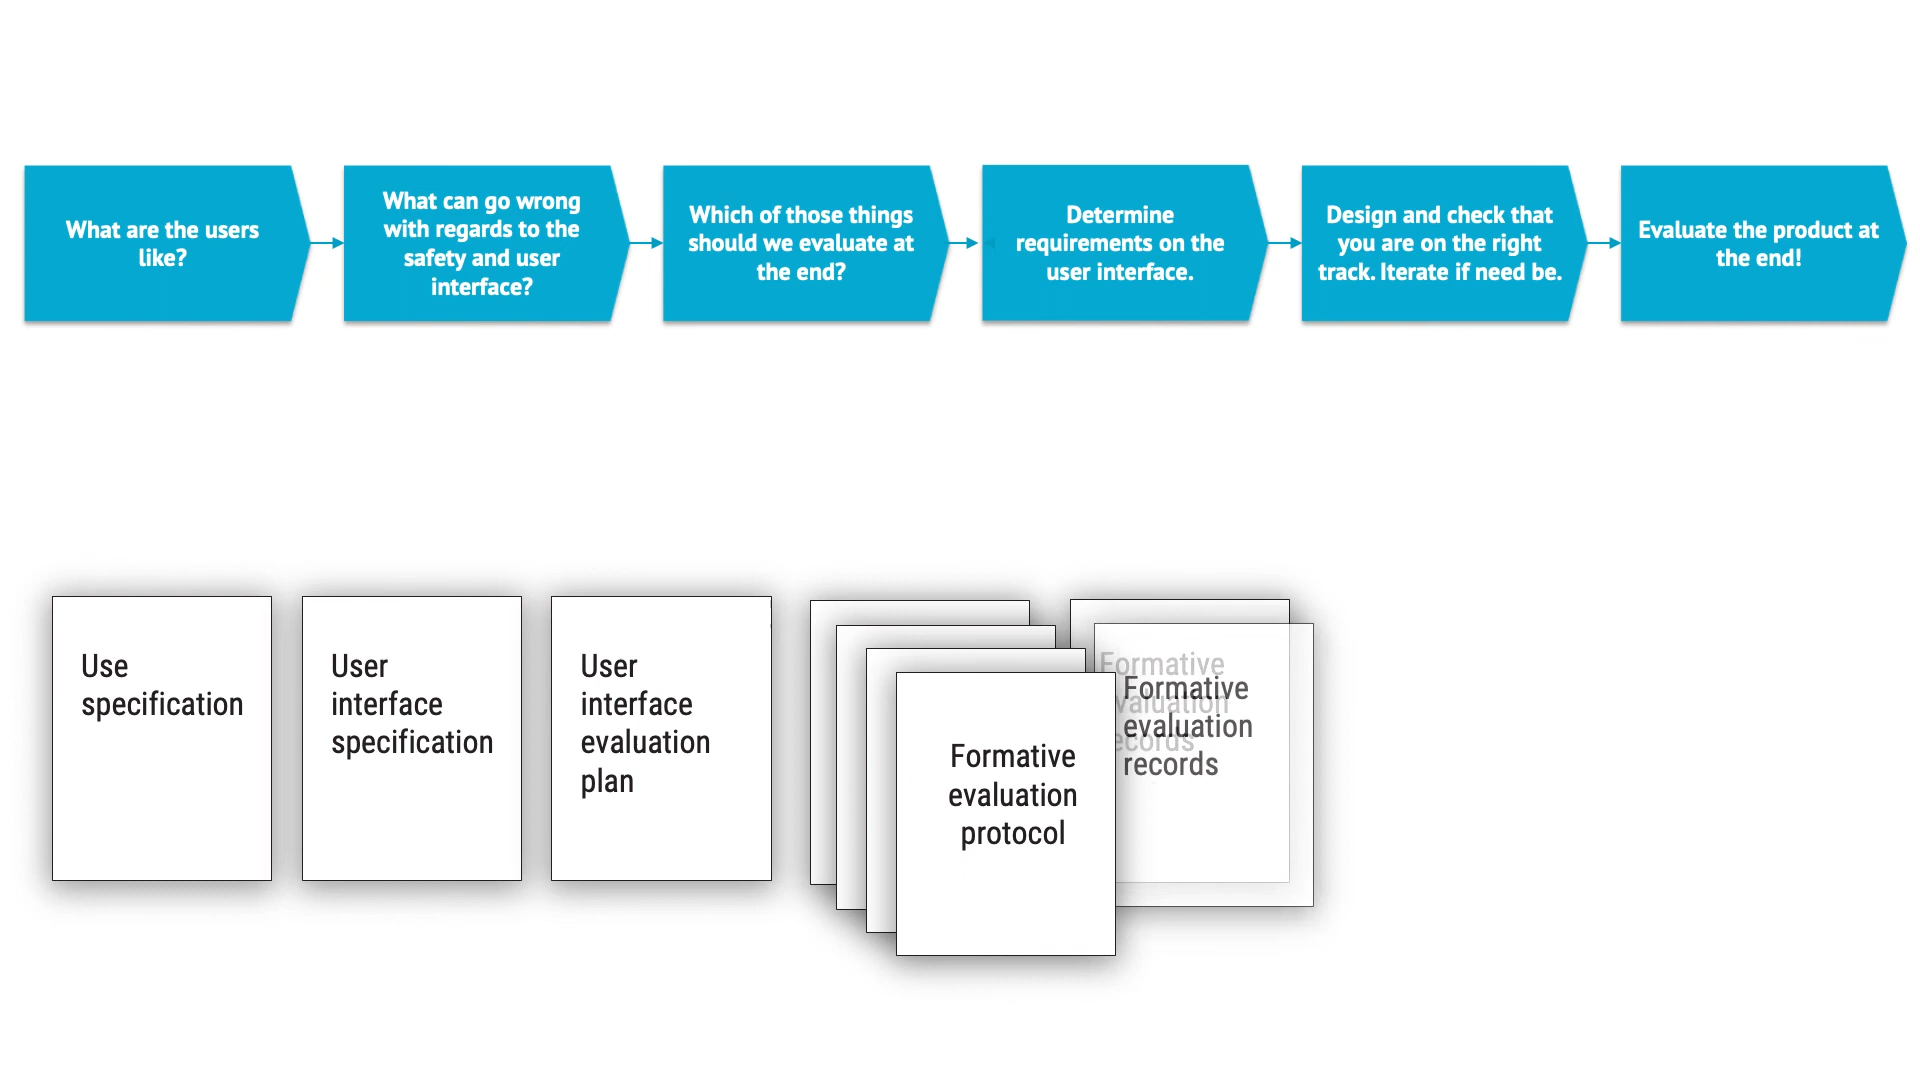 What are the users
like?
What can go wrong
with regards to the
safety and user
interface?
Which of those things
should we evaluate at
the end?
Determine
requirements on the
user interface.
Design and check that
you are on the right
track. Iterate if need be.
Evaluate the product at
the end!
Use
specification
User
interface
specification
User
interface
evaluation
plan
Formative
evaluation
protocol
Formative
evaluation
records
Formative
evaluation
records